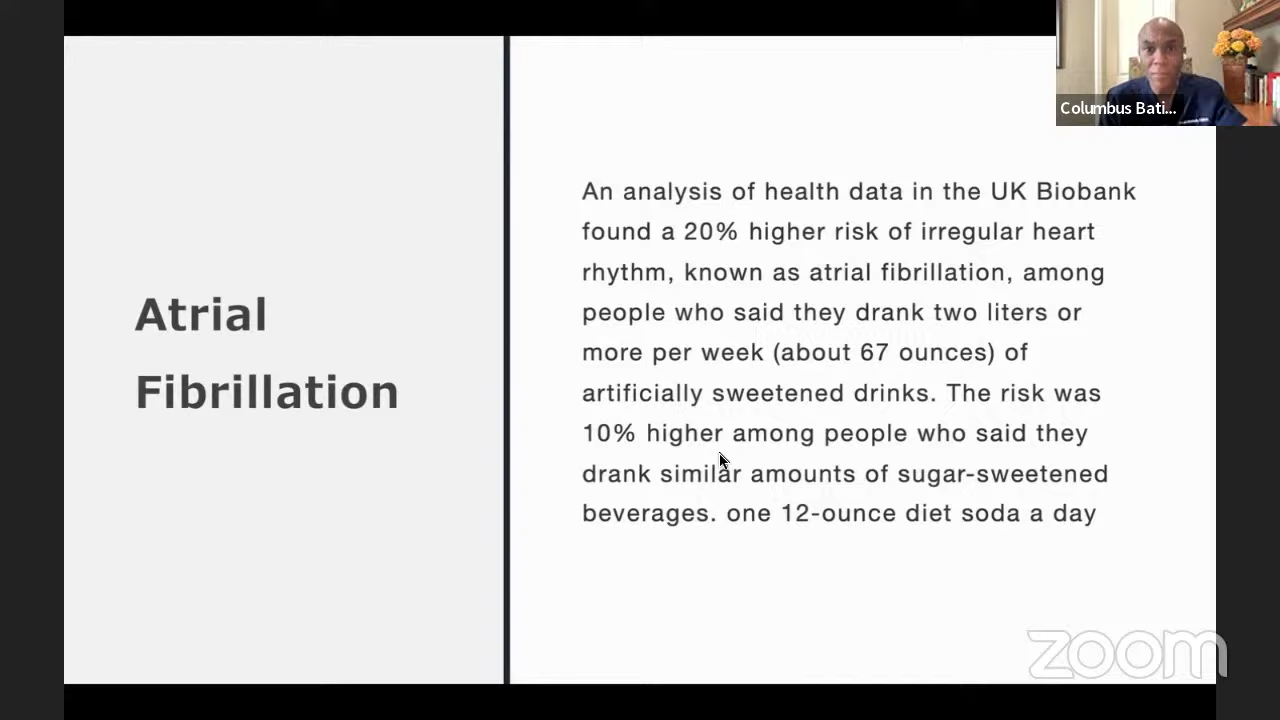 Columbus Bati...
Atrial
Fibrillation
An analysis of health data in the UK Biobank
found a 20% higher risk of irregular heart
rhythm, known as atrial fibrillation, among
people who said they drank two liters or
more per week (about 67 ounces) of
artificially sweetened drinks. The risk was
10% higher among people who said they
drank similar amounts of sugar-sweetened
beverages. one 12-ounce diet soda a day
zoom